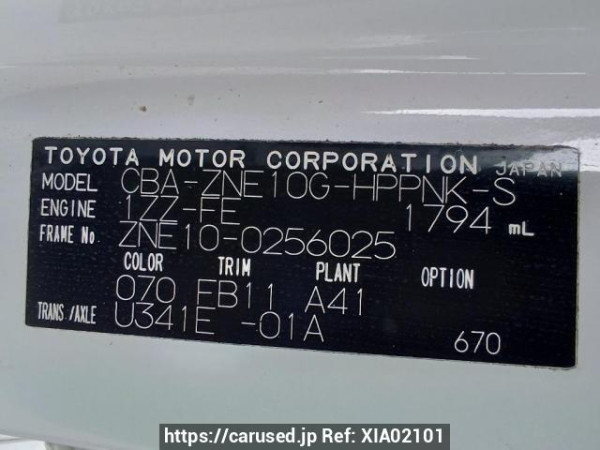 TOYOTA MOTOR CORPORATION JAPAN
MODEL CBA-ZNE10G-HPPNK-S
ENGINE 1ZZ-FE 1794 mL
FRAME No ZNE10-0256025
COLOR TRIM PLANT OPTION
070 FB11 A41
TRANS./AXLE U341E -01A
670
https://carused.jp Ref: XIA02101